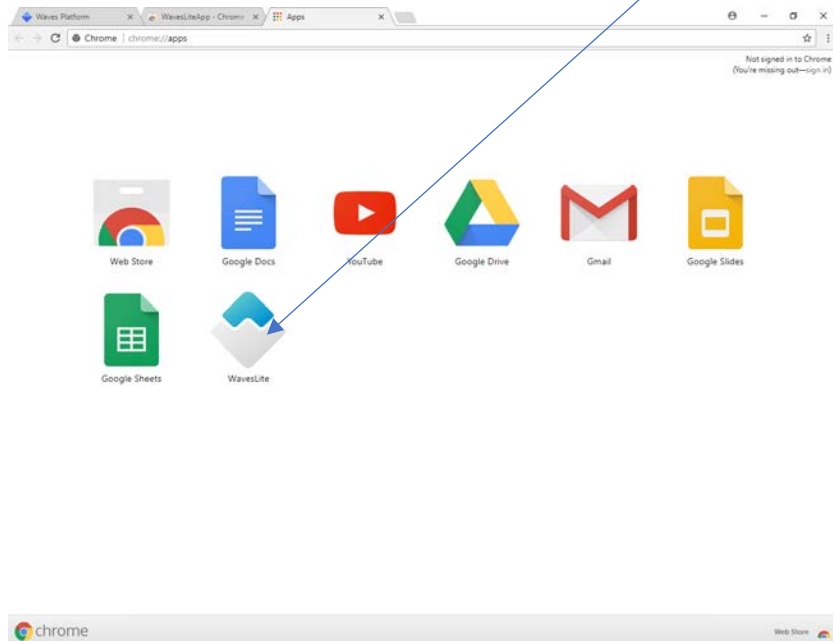 Waves Platform
WavesLiteApp - Chrome
Apps
Chrome | chrome://apps
Not signed in to Chrome
(You're missing out—sign in)
Web Store
Google Docs
YouTube
Google Drive
Gmail
Google Slides
Google Sheets
WavesLite
chrome
Web Store